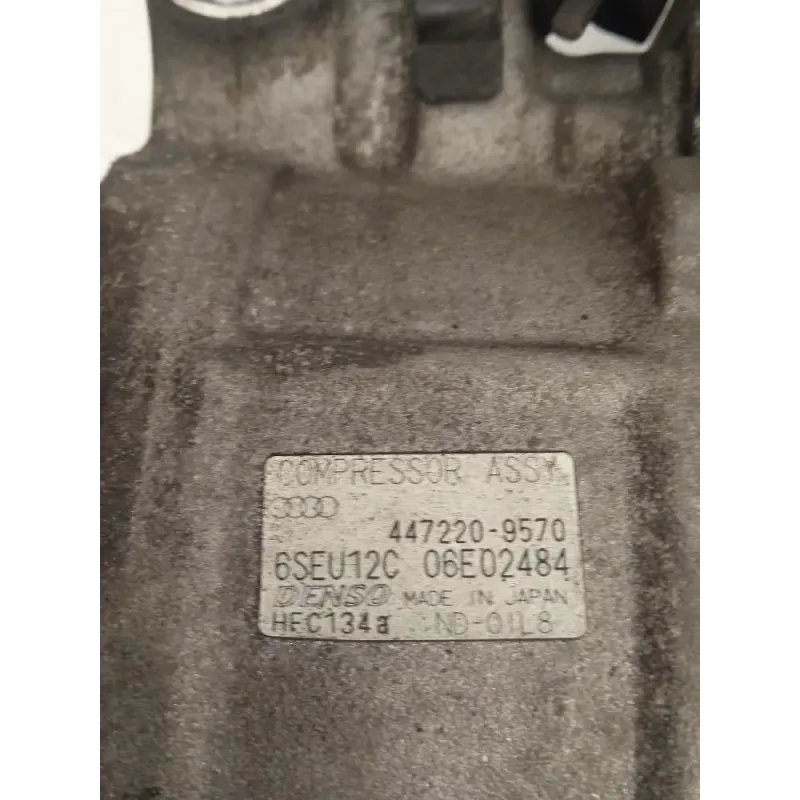 COMPRESSOR ASSY
447220-9570
6SEU12C 06E02484
DENSO MADE IN JAPAN
HFC134a ND-OIL8